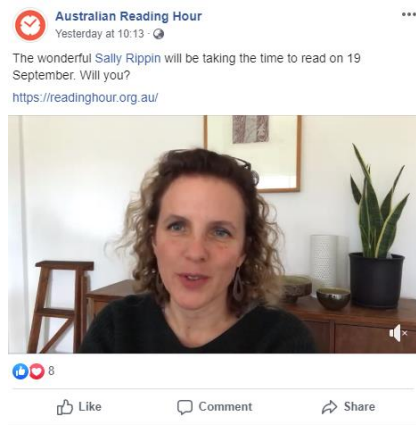 Australian Reading Hour
Yesterday at 10:13 ·
The wonderful Sally Rippin will be taking the time to read on 19
September. Will you?
https://readinghour.org.au/
8
Like Comment Share